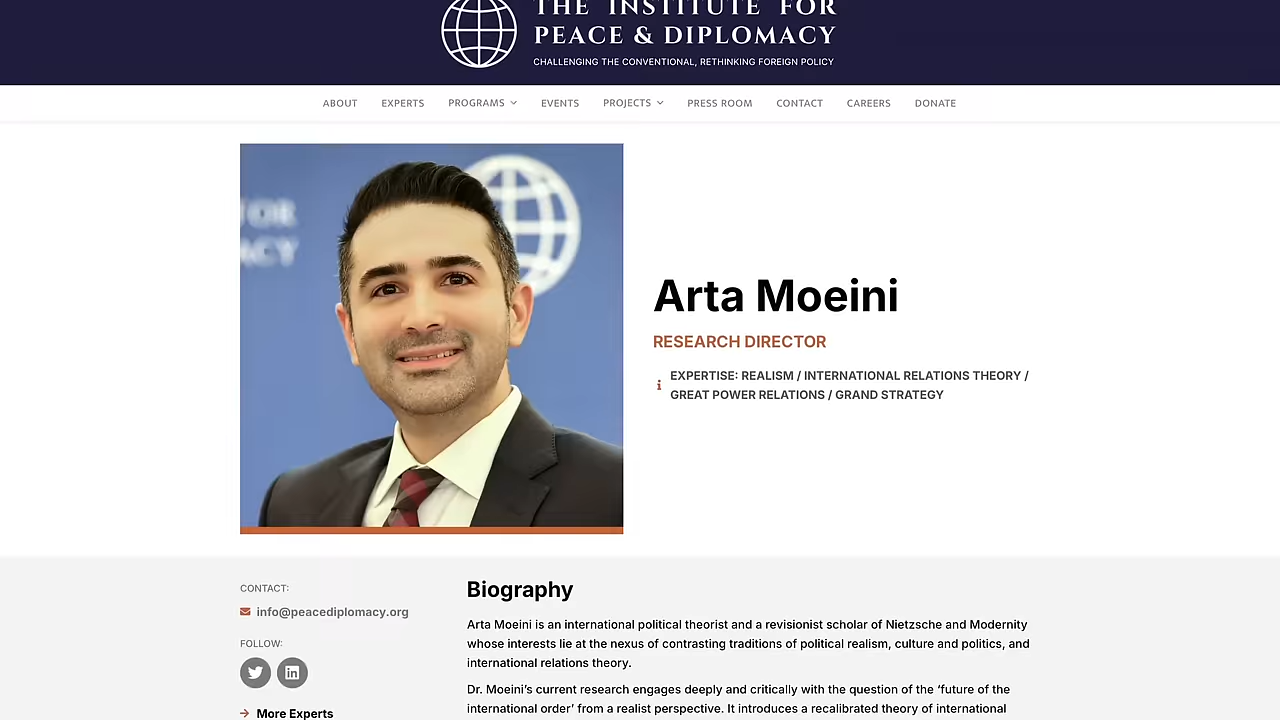 THE INSTITUTE FOR
PEACE & DIPLOMACY
CHALLENGING THE CONVENTIONAL, RETHINKING FOREIGN POLICY
ABOUT EXPERTS PROGRAMS EVENTS PROJECTS PRESS ROOM CONTACT CAREERS DONATE
Arta Moeini
RESEARCH DIRECTOR
EXPERTISE: REALISM / INTERNATIONAL RELATIONS THEORY /
GREAT POWER RELATIONS / GRAND STRATEGY
CONTACT:
info@peacediplomacy.org
FOLLOW:
More Experts
Biography
Arta Moeini is an international political theorist and a revisionist scholar of Nietzsche and Modernity
whose interests lie at the nexus of contrasting traditions of political realism, culture and politics, and
international relations theory.
Dr. Moeini's current research engages deeply and critically with the question of the ‘future of the
international order’ from a realist perspective. It introduces a recalibrated theory of international